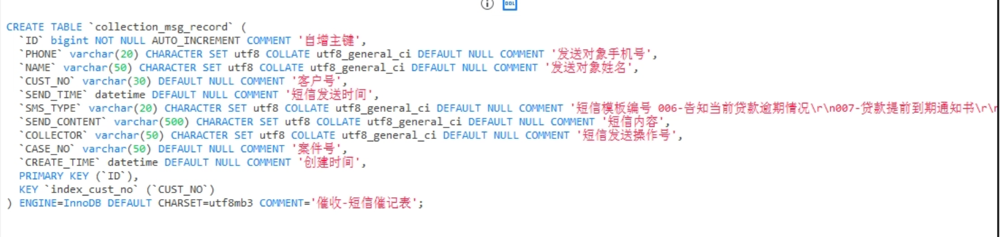 DDL
CREATE TABLE `collection_msg_record` (
`ID` bigint NOT NULL AUTO_INCREMENT COMMENT '自增主键',
`PHONE` varchar(20) CHARACTER SET utf8 COLLATE utf8_general_ci DEFAULT NULL COMMENT '发送对象手机号',
`NAME` varchar(50) CHARACTER SET utf8 COLLATE utf8_general_ci DEFAULT NULL COMMENT '发送对象姓名',
`CUST_NO` varchar(30) DEFAULT NULL COMMENT '客户号',
`SEND_TIME` datetime DEFAULT NULL COMMENT '短信发送时间',
`SMS_TYPE` varchar(20) CHARACTER SET utf8 COLLATE utf8_general_ci DEFAULT NULL COMMENT '短信模板编号 006-告知当前贷款逾期情况\r\n007-贷款提前到期通知书\r\r
`SEND_CONTENT` varchar(500) CHARACTER SET utf8 COLLATE utf8_general_ci DEFAULT NULL COMMENT '短信内容',
`COLLECTOR` varchar(50) CHARACTER SET utf8 COLLATE utf8_general_ci DEFAULT NULL COMMENT '短信发送操作号',
`CASE_NO` varchar(50) DEFAULT NULL COMMENT '案件号',
`CREATE_TIME` datetime DEFAULT NULL COMMENT '创建时间',
PRIMARY KEY (`ID`),
KEY `index_cust_no` (`CUST_NO`)
) ENGINE=InnoDB DEFAULT CHARSET=utf8mb3 COMMENT='催收-短信催记表';